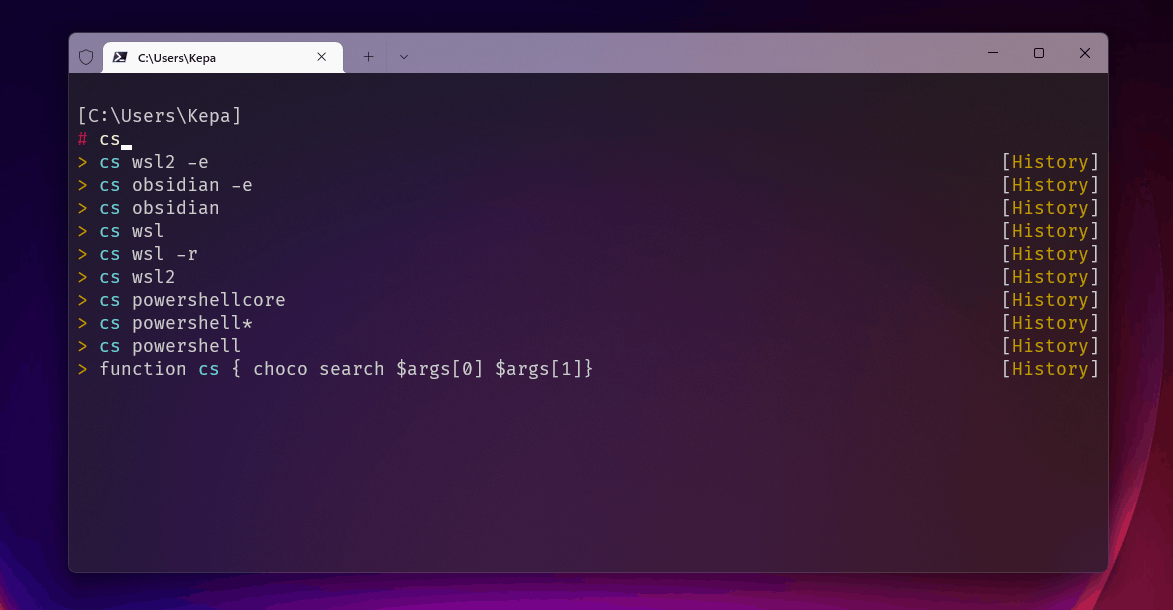 C:\Users\Kepa
[C:\Users\Kepa]
# cs_
> cs wsl2 -e [History]
> cs obsidian -e [History]
> cs obsidian [History]
> cs wsl [History]
> cs wsl -r [History]
> cs wsl2 [History]
> cs powershellcore [History]
> cs powershell* [History]
> cs powershell [History]
> function cs { choco search $args[0] $args[1]} [History]